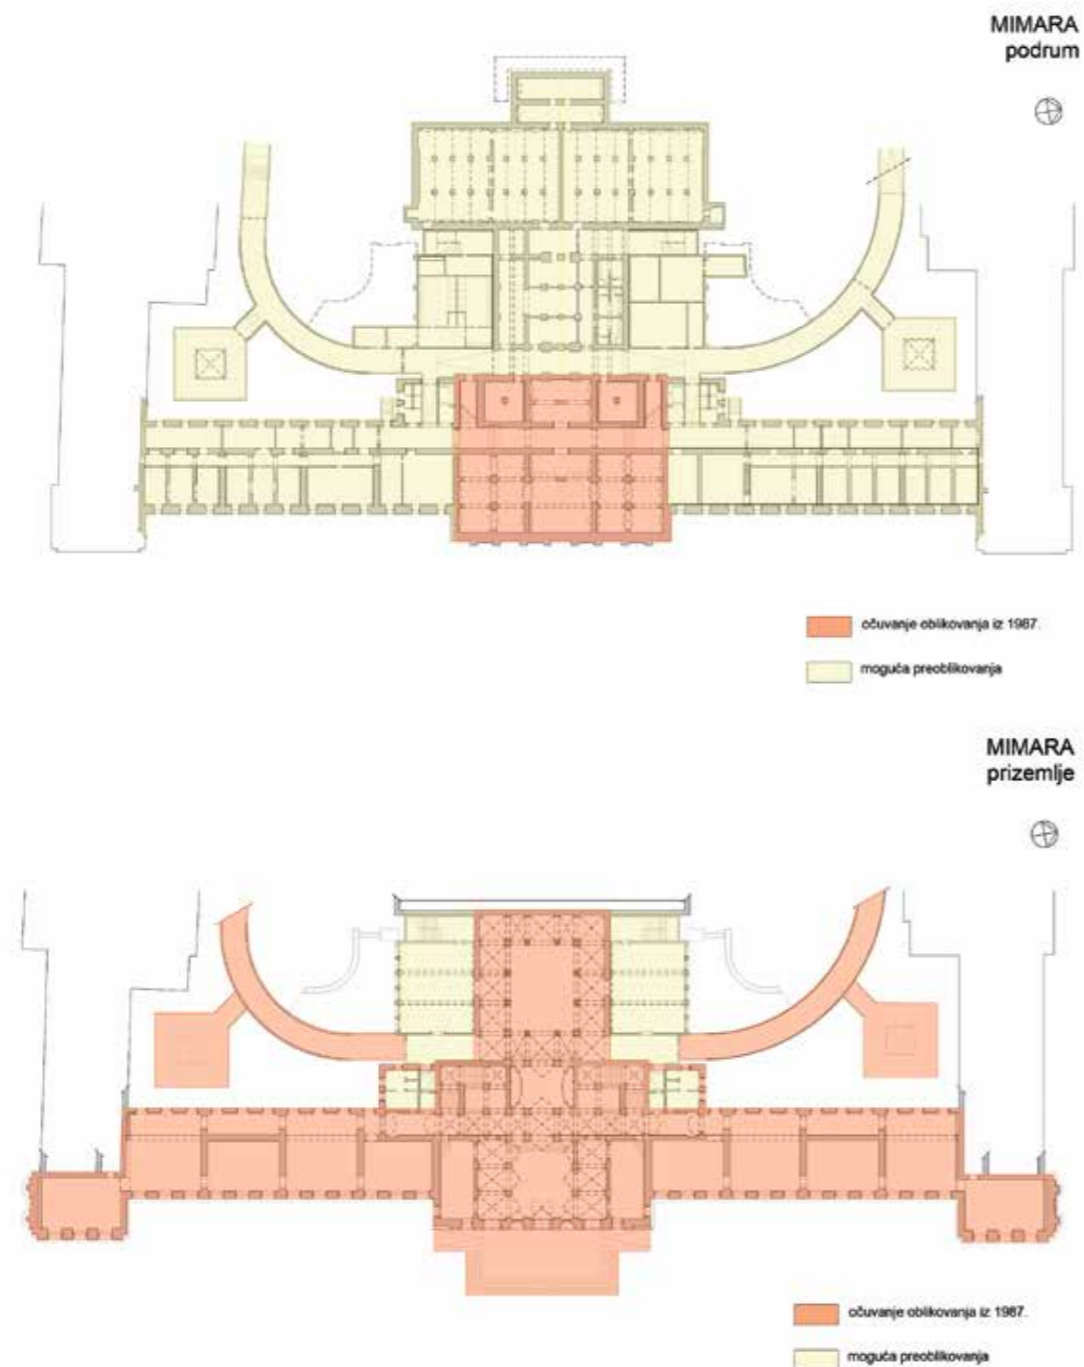 MIMARA
podrum
očuvanje oblikovanja iz 1987.
moguća preoblikovanja
MIMARA
prizemlje
očuvanje oblikovanja iz 1987.
moguća preoblikovanja